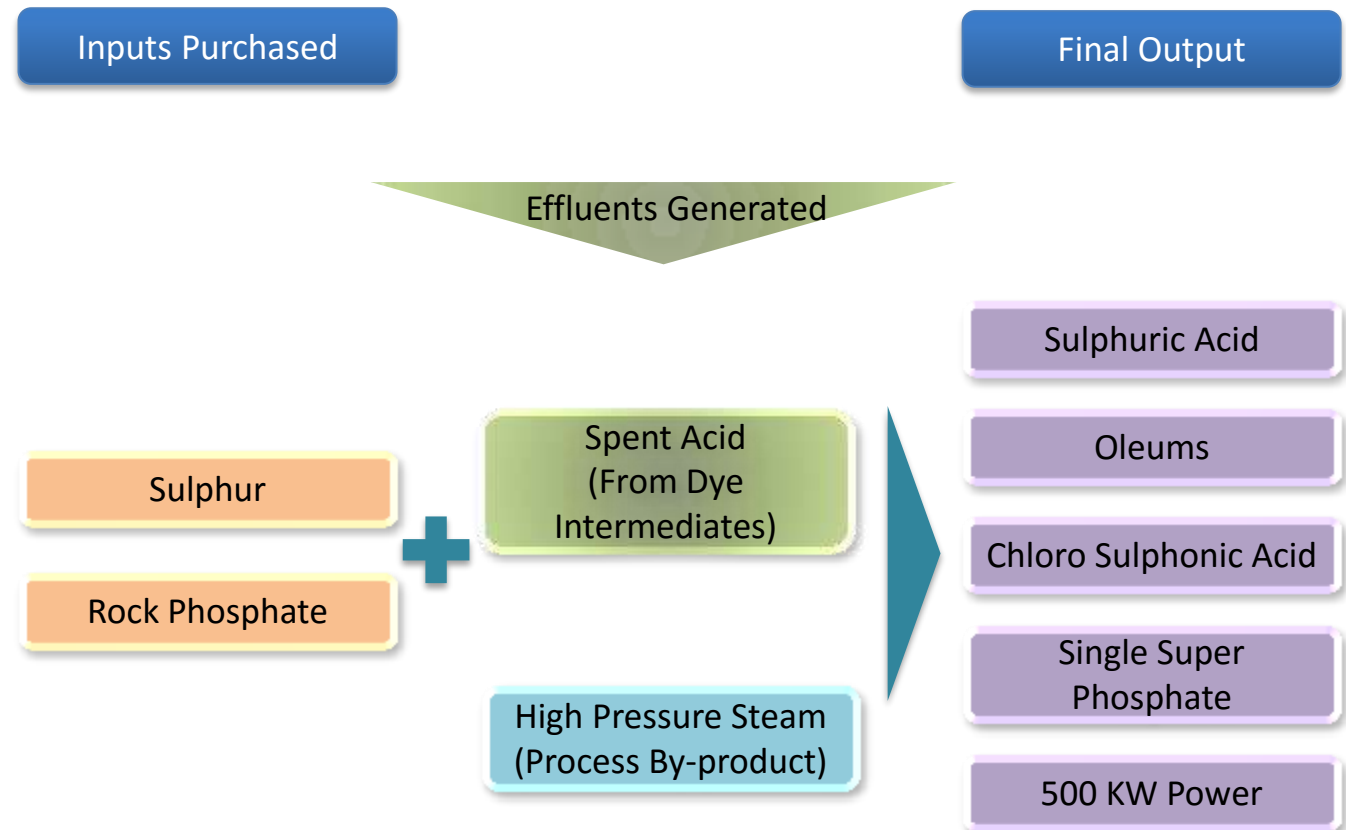 Inputs Purchased
Final Output
Effluents Generated
Sulphur
Rock Phosphate
Spent Acid
(From Dye
Intermediates)
High Pressure Steam
(Process By-product)
Sulphuric Acid
Oleums
Chloro Sulphonic Acid
Single Super
Phosphate
500 KW Power